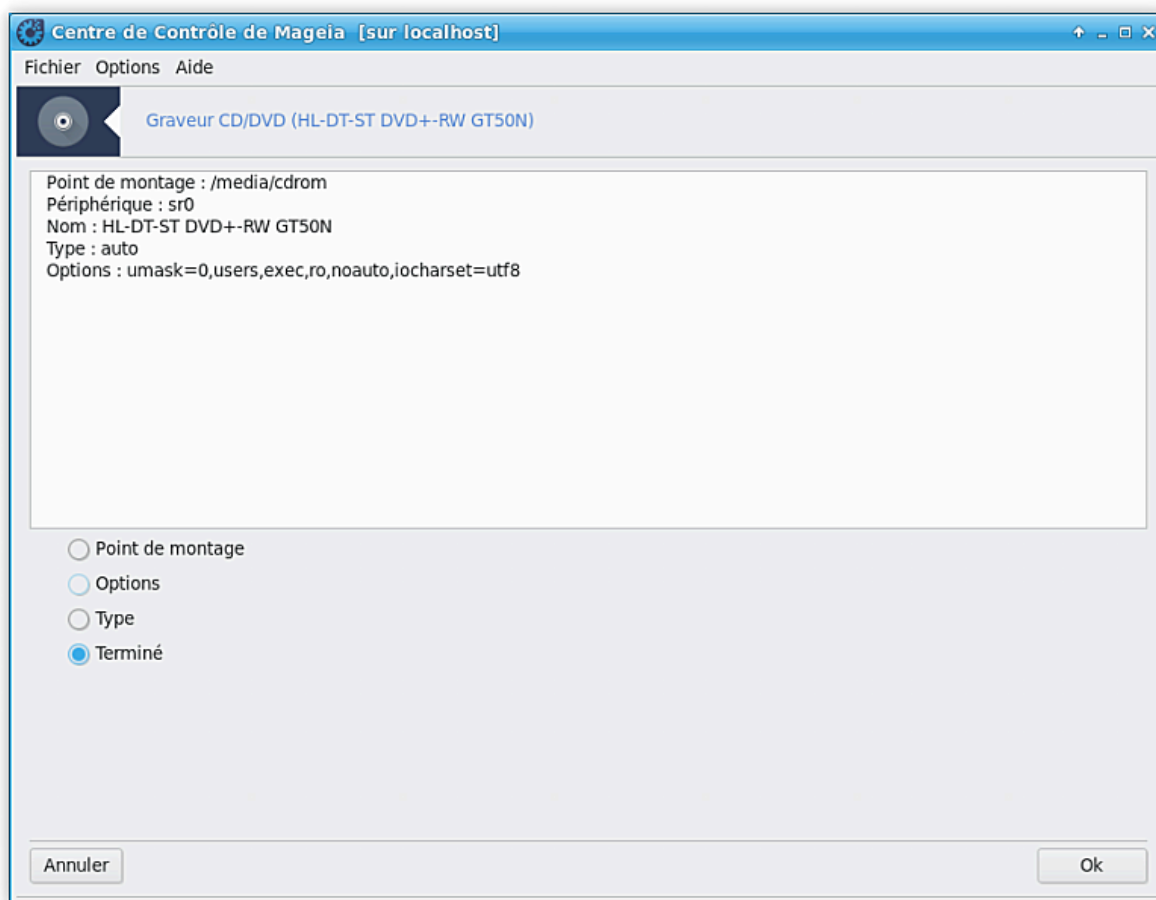 Centre de Contrôle de Mageia [sur localhost]
Fichier Options Aide
Graveur CD/DVD (HL-DT-ST DVD+-RW GT50N)
Point de montage : /media/cdrom
Périphérique : sr0
Nom : HL-DT-ST DVD+-RW GT50N
Type : auto
Options : umask=0,users,exec,ro,noauto,iocharset=utf8
Point de montage
Options
Type
Terminé
Annuler Ok